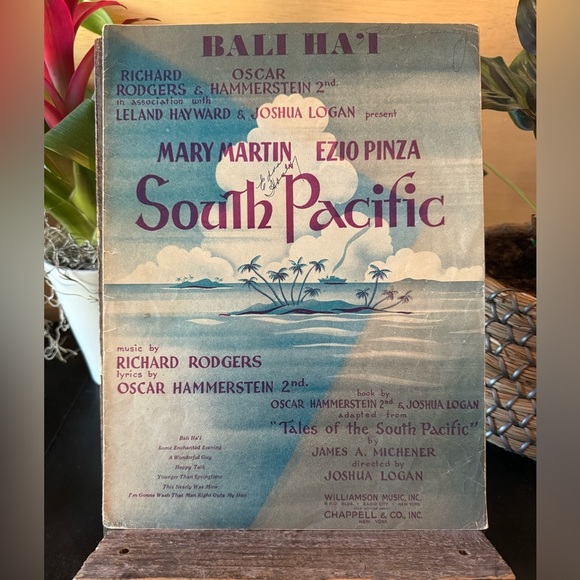 BALI HA'I
RICHARD OSCAR
RODGERS & HAMMERSTEIN 2nd.
in association with
LELAND HAYWARD & JOSHUA LOGAN present
MARY MARTIN EZIO PINZA
South Pacific
music by
RICHARD RODGERS
lyrics by
OSCAR HAMMERSTEIN 2nd.
book by
OSCAR HAMMERSTEIN 2nd & JOSHUA LOGAN
adapted from
"Tales of the South Pacific"
by
JAMES A. MICHENER
directed by
JOSHUA LOGAN
Bali Ha'i
Some Enchanted Evening
A Wonderful Guy
Happy Talk
Younger Than Springtime
This Nearly Was Mine
I'm Gonna Wash That Man Right Outa My Hair
WILLIAMSON MUSIC, INC.
NEW YORK
CHAPPELL & CO., INC.
NEW YORK